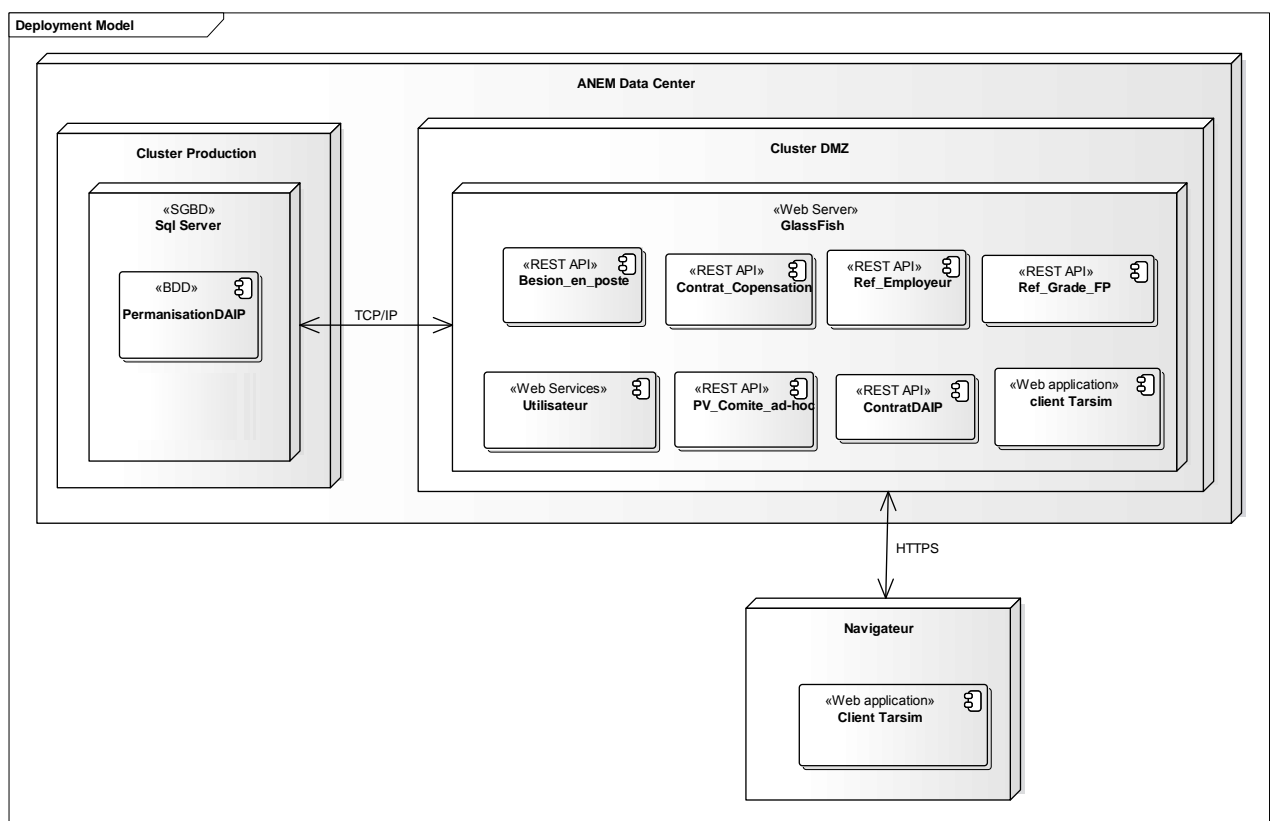 Deployment Model
ANEM Data Center
Cluster Production
«SGBD»
Sql Server
«BDD»
PermanisationDAIP
TCP/IP
Cluster DMZ
«Web Server»
GlassFish
«REST API»
Besion_en_poste
«REST API»
Contrat_Copensation
«REST API»
Ref_Employeur
«REST API»
Ref_Grade_FP
«Web Services»
Utilisateur
«REST API»
PV_Comite_ad-hoc
«REST API»
ContratDAIP
«Web application»
client Tarsim
HTTPS
Navigateur
«Web application»
Client Tarsim